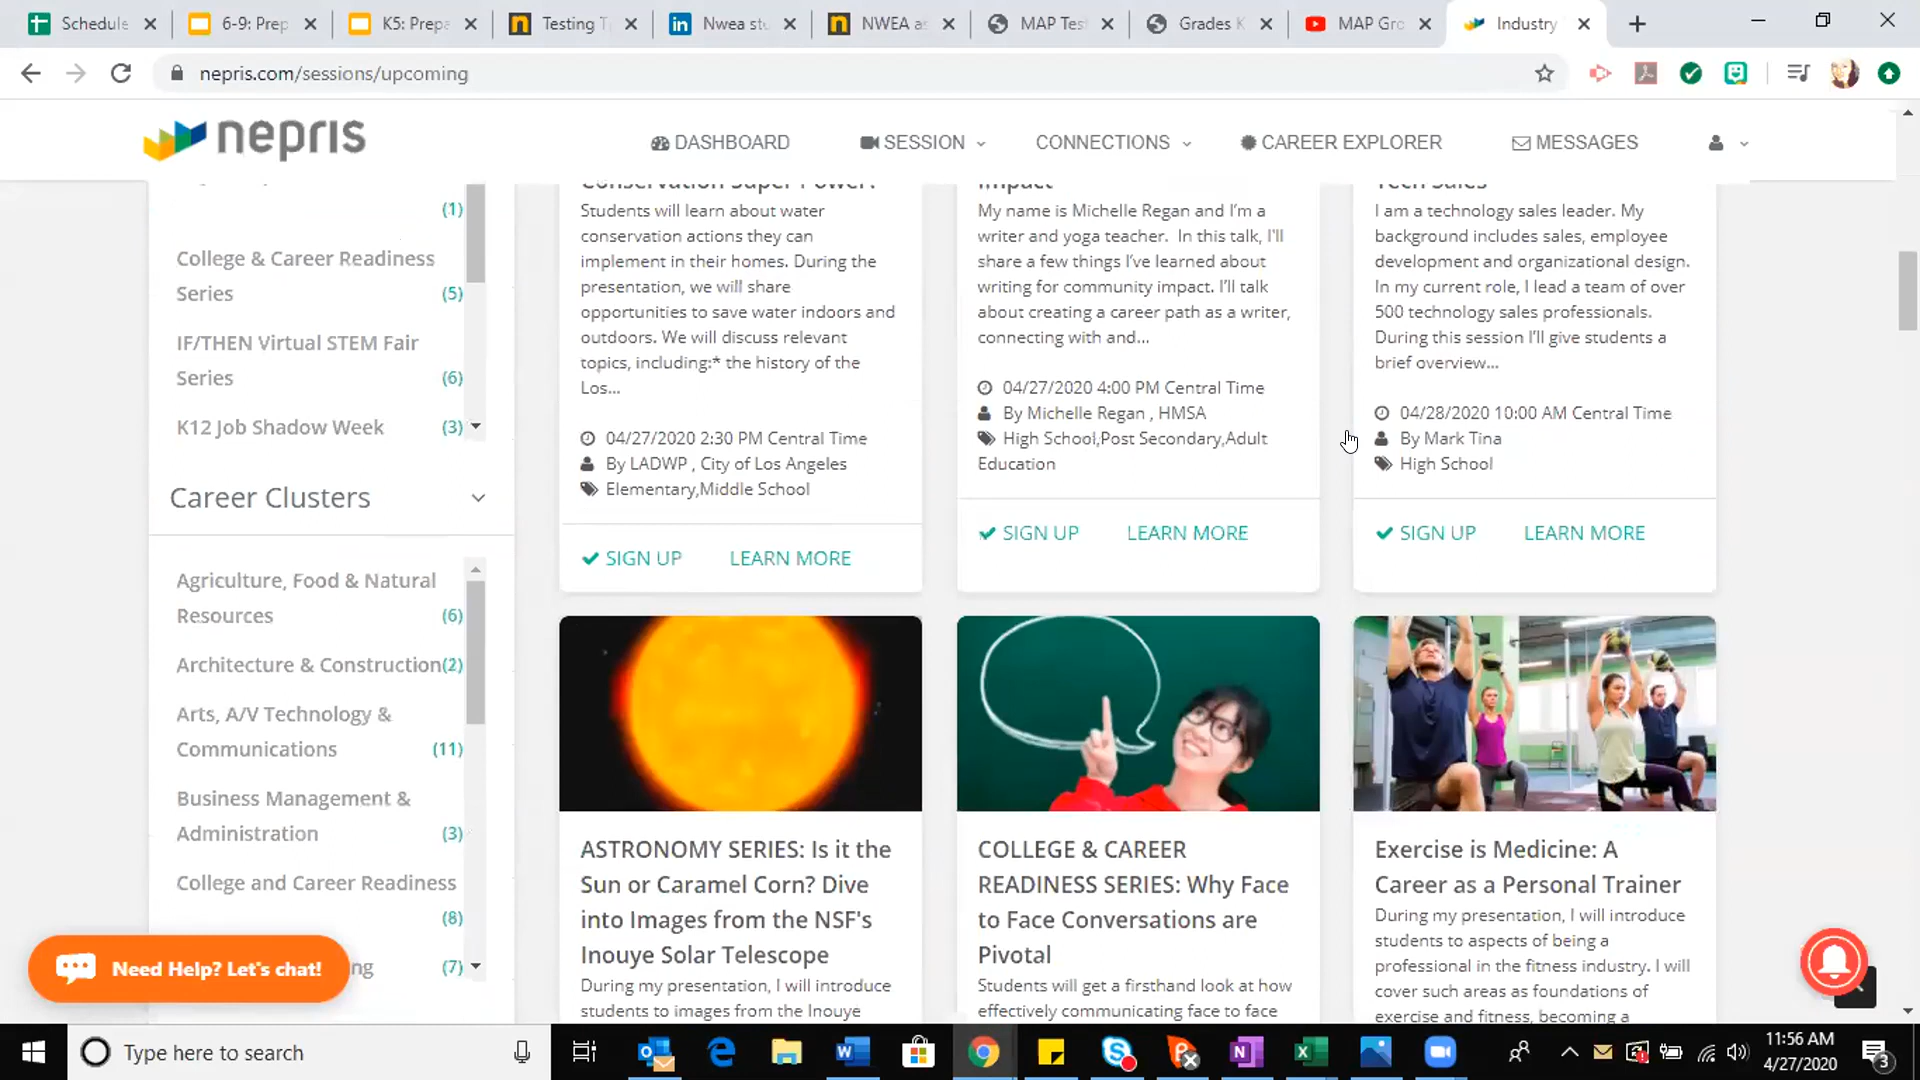 Schedule
6-9: Prep
K5: Prepa
Testing T
Nwea stu
NWEA as
MAP Test
Grades K
MAP Gro
Industry
nepris.com/sessions/upcoming
nepris
DASHBOARD
SESSION
CONNECTIONS
CAREER EXPLORER
MESSAGES
(1)
College & Career Readiness
Series (5)
IF/THEN Virtual STEM Fair
Series (6)
K12 Job Shadow Week (3)
Career Clusters
Agriculture, Food & Natural
Resources (6)
Architecture & Construction(2)
Arts, A/V Technology &
Communications (11)
Business Management &
Administration (3)
College and Career Readiness
(8)
ng (7)
Need Help? Let's chat!
Conservation Super Power!
Students will learn about water
conservation actions they can
implement in their homes. During the
presentation, we will share
opportunities to save water indoors and
outdoors. We will discuss relevant
topics, including:* the history of the
Los...
04/27/2020 2:30 PM Central Time
By LADWP , City of Los Angeles
Elementary,Middle School
SIGN UP LEARN MORE
Impact
My name is Michelle Regan and I'm a
writer and yoga teacher. In this talk, I'll
share a few things I've learned about
writing for community impact. I'll talk
about creating a career path as a writer,
connecting with and...
04/27/2020 4:00 PM Central Time
By Michelle Regan , HMSA
High School,Post Secondary,Adult
Education
SIGN UP LEARN MORE
Tech Sales
I am a technology sales leader. My
background includes sales, employee
development and organizational design.
In my current role, I lead a team of over
500 technology sales professionals.
During this session I'll give students a
brief overview...
04/28/2020 10:00 AM Central Time
By Mark Tina
High School
SIGN UP LEARN MORE
ASTRONOMY SERIES: Is it the
Sun or Caramel Corn? Dive
into Images from the NSF's
Inouye Solar Telescope
During my presentation, I will introduce
students to images from the Inouye
COLLEGE & CAREER
READINESS SERIES: Why Face
to Face Conversations are
Pivotal
Students will get a firsthand look at how
effectively communicating face to face
Exercise is Medicine: A
Career as a Personal Trainer
During my presentation, I will introduce
students to aspects of being a
professional in the fitness industry. I will
cover such areas as foundations of
exercise and fitness, becoming a
Type here to search
11:56 AM
4/27/2020
3